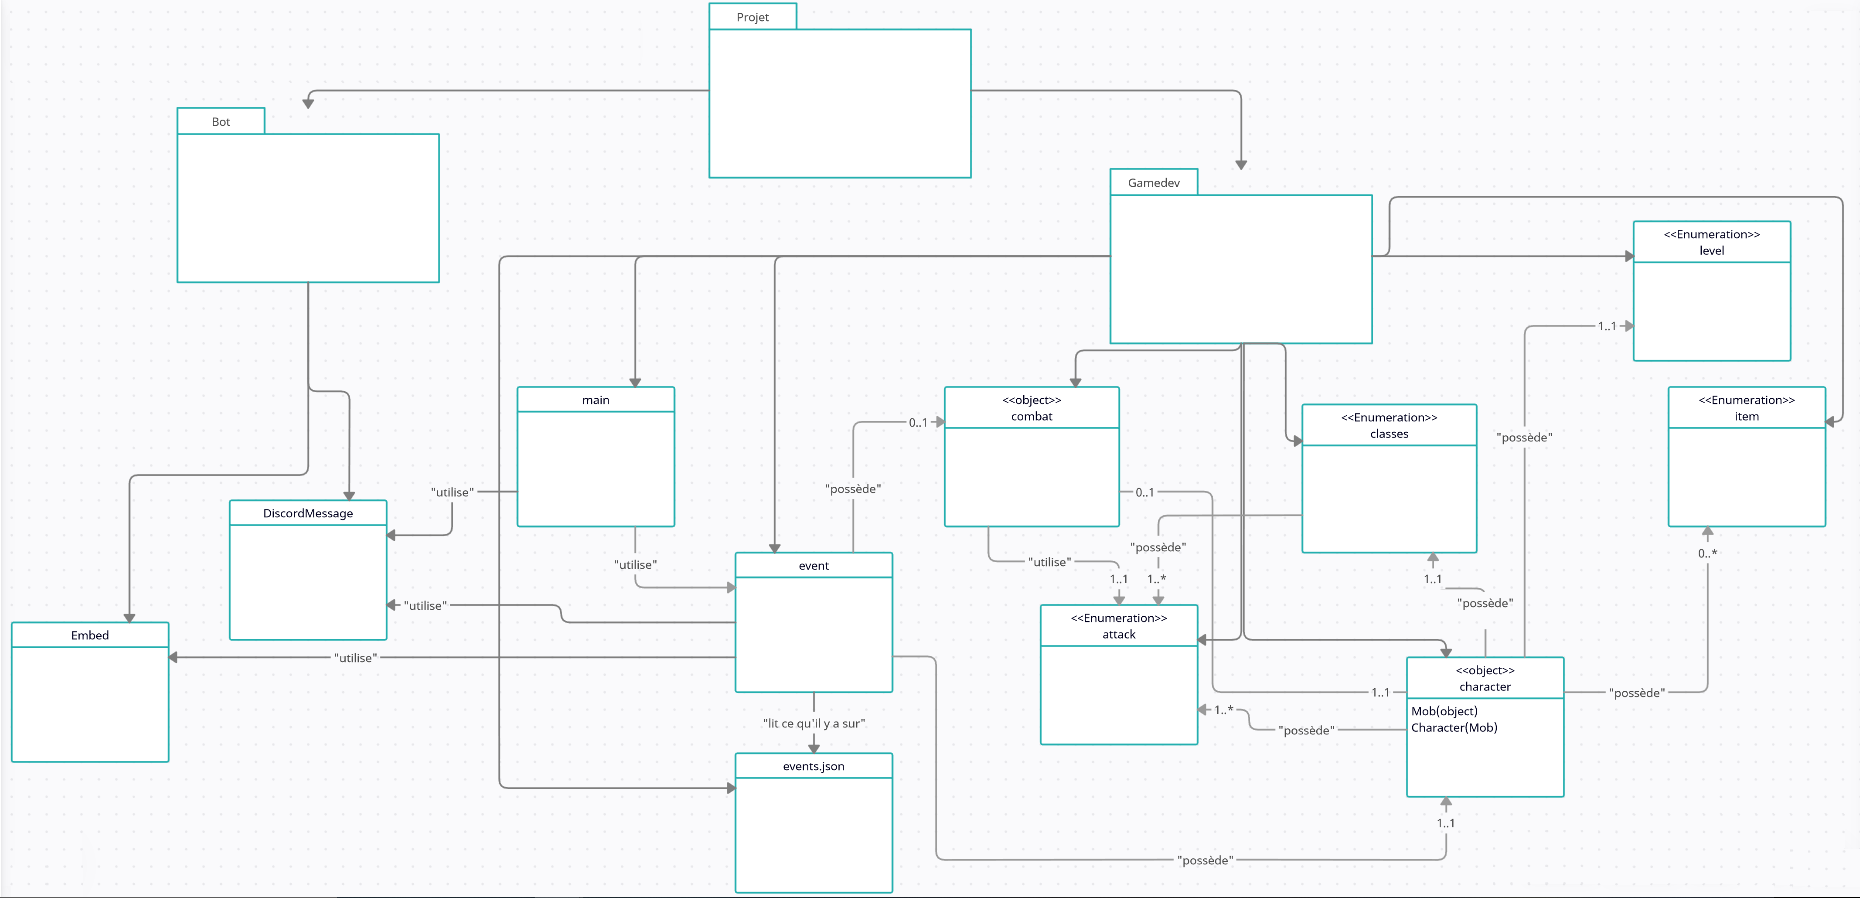 Projet
Bot
Gamedev
<<Enumeration>>
level
1..1
main
<<object>>
combat
<<Enumeration>>
classes
<<Enumeration>>
item
0..1
"possède"
"possède"
"utilise"
0..1
DiscordMessage
"possède"
0..*
"utilise"
event
"utilise"
1..1
1..*
1..1
"possède"
"utilise"
<<Enumeration>>
attack
Embed
"utilise"
<<object>>
character
1..1
"possède"
Mob(object)
Character(Mob)
1..*
"possède"
"lit ce qu'il y a sur"
events.json
1..1
"possède"